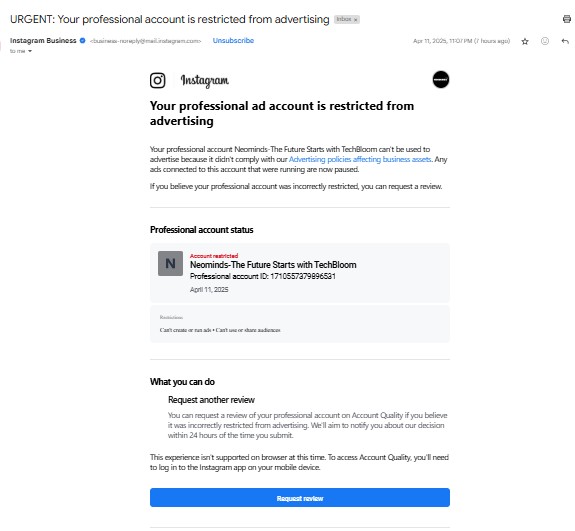 URGENT: Your professional account is restricted from advertising Inbox x
Instagram Business <business-noreply@mail.instagram.com> Unsubscribe Apr 11, 2025, 11:07 PM (7 hours ago)
to me
Instagram
Your professional ad account is restricted from
advertising
Your professional account Neominds-The Future Starts with TechBloom can't be used to
advertise because it didn't comply with our Advertising policies affecting business assets. Any
ads connected to this account that were running are now paused.
If you believe your professional account was incorrectly restricted, you can request a review.
Professional account status
N
Account restricted
Neominds-The Future Starts with TechBloom
Professional account ID: 1710557379896531
April 11, 2025
Restrictions
Can't create or run ads • Can't use or share audiences
What you can do
Request another review
You can request a review of your professional account on Account Quality if you believe
it was incorrectly restricted from advertising. We'll aim to notify you about our decision
within 24 hours of the time you submit.
This experience isn't supported on browser at this time. To access Account Quality, you'll need
to log in to the Instagram app on your mobile device.
Request review